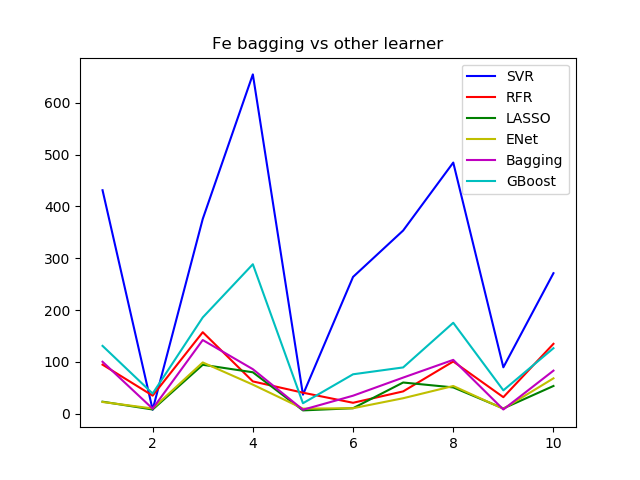 Fe bagging vs other learner
SVR
RFR
LASSO
ENet
Bagging
GBoost
600
500
400
300
200
100
0
2 4 6 8 10